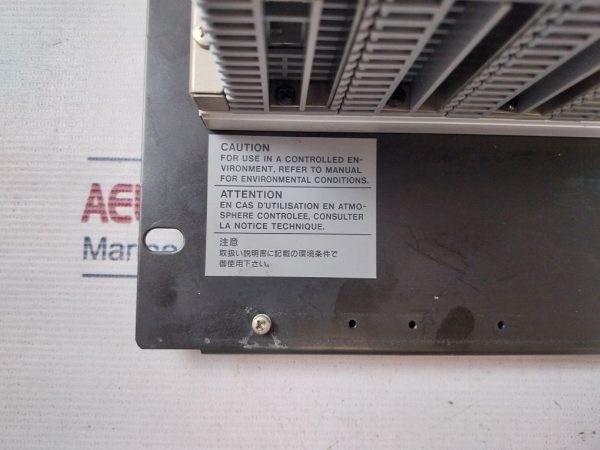 CAUTION
FOR USE IN A CONTROLLED EN-
VIRONMENT, REFER TO MANUAL
FOR ENVIRONMENTAL CONDITIONS.
ATTENTION
EN CAS D'UTILISATION EN ATMO-
SPHERE CONTROLEE, CONSULTER
LA NOTICE TECHNIQUE.
注意
取扱い説明書に記載の環境条件で
御使用下さい。